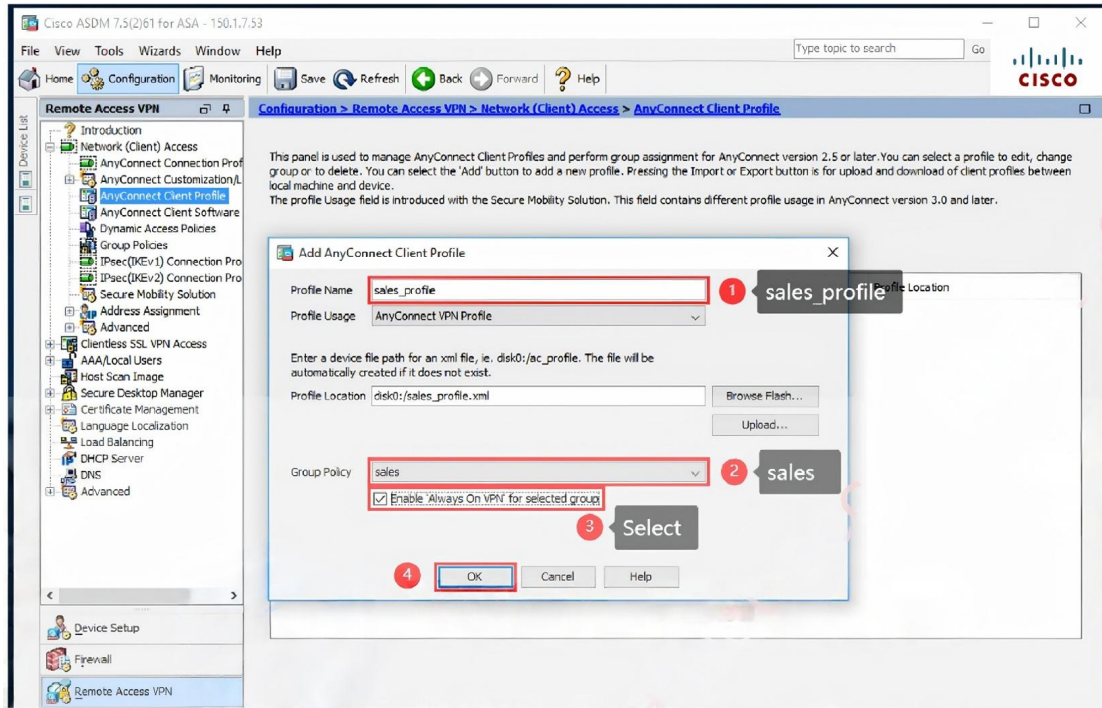 Cisco ASDM 7.5(2)61 for ASA - 150.1.7.53
File View Tools Wizards Window Help
Type topic to search
Go
Home Configuration Monitoring Save Refresh Back Forward Help
CISCO
Device List
Remote Access VPN
Introduction
Network (Client) Access
AnyConnect Connection Prof
AnyConnect Customization/L
AnyConnect Client Profile
AnyConnect Client Software
Dynamic Access Policies
Group Policies
IPsec(IKEv1) Connection Pro
IPsec(IKEv2) Connection Pro
Secure Mobility Solution
Address Assignment
Advanced
Clientless SSL VPN Access
AAA/Local Users
Host Scan Image
Secure Desktop Manager
Certificate Management
Language Localization
Load Balancing
DHCP Server
DNS
Advanced
Device Setup
Firewall
Remote Access VPN
Configuration > Remote Access VPN > Network (Client) Access > AnyConnect Client Profile
This panel is used to manage AnyConnect Client Profiles and perform group assignment for AnyConnect version 2.5 or later.You can select a profile to edit, change
group or to delete. You can select the 'Add' button to add a new profile. Pressing the Import or Export button is for upload and download of client profiles between
local machine and device.
The profile Usage field is introduced with the Secure Mobility Solution. This field contains different profile usage in AnyConnect version 3.0 and later.
Profile Location
Add AnyConnect Client Profile
Profile Name sales_profile
1 sales_profile
Profile Usage AnyConnect VPN Profile
Enter a device file path for an xml file, ie. disk0:/ac_profile. The file will be
automatically created if it does not exist.
Profile Location disk0:/sales_profile.xml Browse Flash...
Upload...
Group Policy sales
2 sales
Enable 'Always On VPN' for selected group
3 Select
4 OK Cancel Help